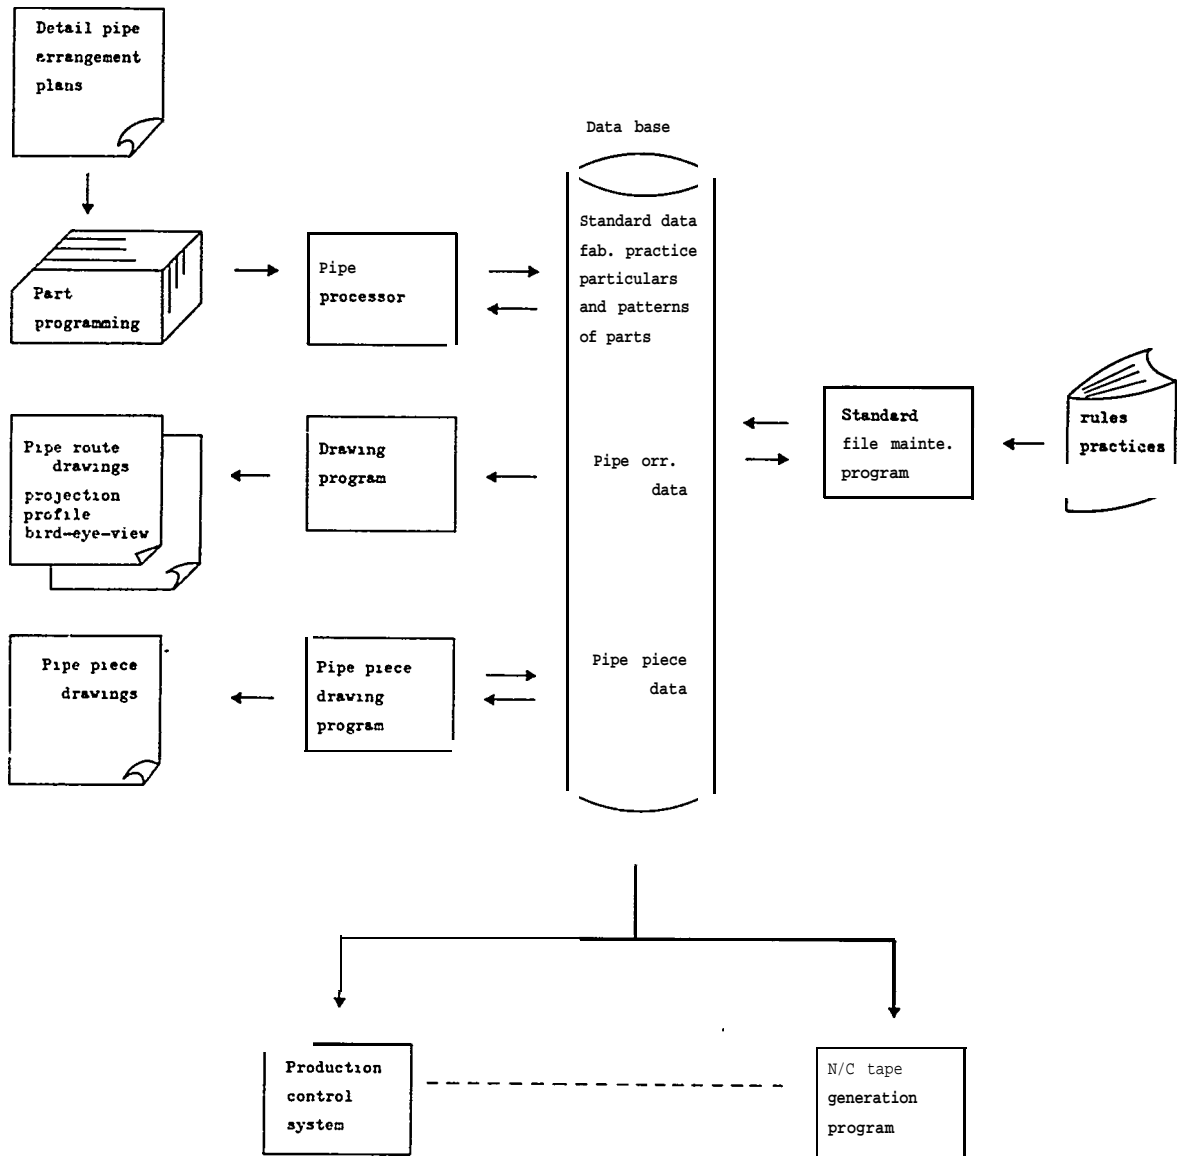 Detail pipe
arrangement
plans
Data base
Part
programming
Pipe
processor
Standard data
fab. practice
particulars
and patterns
of parts
Pipe route
drawings
projection
profile
bird-eye-view
Drawing
program
Pipe orr.
data
Standard
file mainte.
program
rules
practices
Pipe piece
drawings
Pipe piece
drawing
program
Pipe piece
data
Production
control
system
N/C tape
generation
program